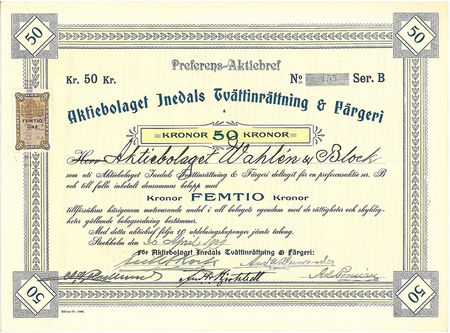 50
50
Preferens-Aktiebref
Kr. 50 Kr.
No 155 Ser. B
Aktiebolaget Inedals Tvättinrättning & Färgeri
FEMTIO
ÖRE
KRONOR 50 KRONOR
Herr Aktiebolaget Wahlén & Block
som uti Aktiebolaget Inedals Tvättinrättning & Färgeri deltagit för en preferensaktie ser. B
och till fullo inbetalt densammas belopp med
Kronor FEMTIO Kronor
tillförsäkras härigenom motsvarande andel i all bolagets egendom med de rättigheter och skyldig-
heter gällande bolagsordning bestämmer.
Med detta aktiebref följa 10 utdelningskuponger jämte talong.
Stockholm den 30 April 1909
För Aktiebolaget Inedals Tvättinrättning & Färgeri:
50
50